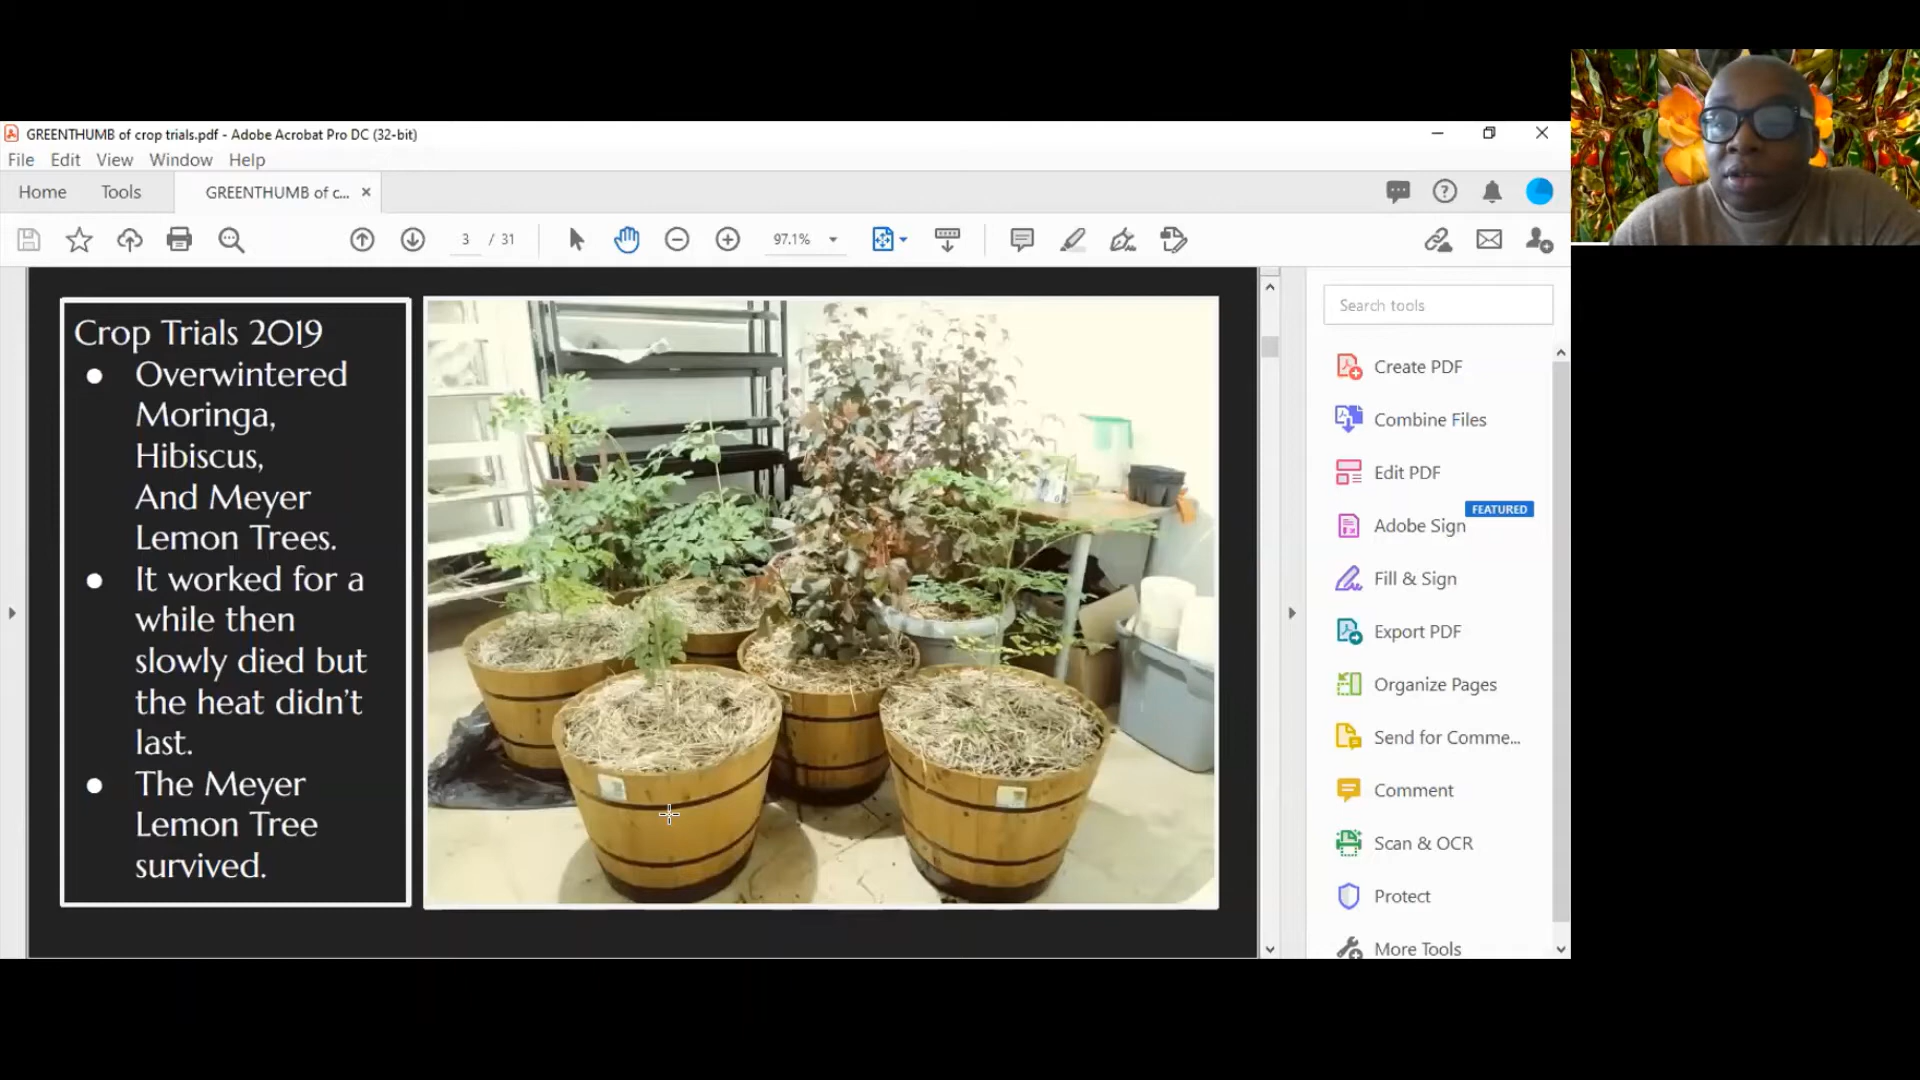 GREENTHUMB of crop trials.pdf - Adobe Acrobat Pro DC (32-bit)
File Edit View Window Help
Home Tools GREENTHUMB of c...
3 / 31 97.1%
Crop Trials 2019
● Overwintered
Moringa,
Hibiscus,
And Meyer
Lemon Trees.
● It worked for a
while then
slowly died but
the heat didn't
last.
● The Meyer
Lemon Tree
survived.
Search tools
Create PDF
Combine Files
Edit PDF
FEATURED
Adobe Sign
Fill & Sign
Export PDF
Organize Pages
Send for Comme...
Comment
Scan & OCR
Protect
More Tools